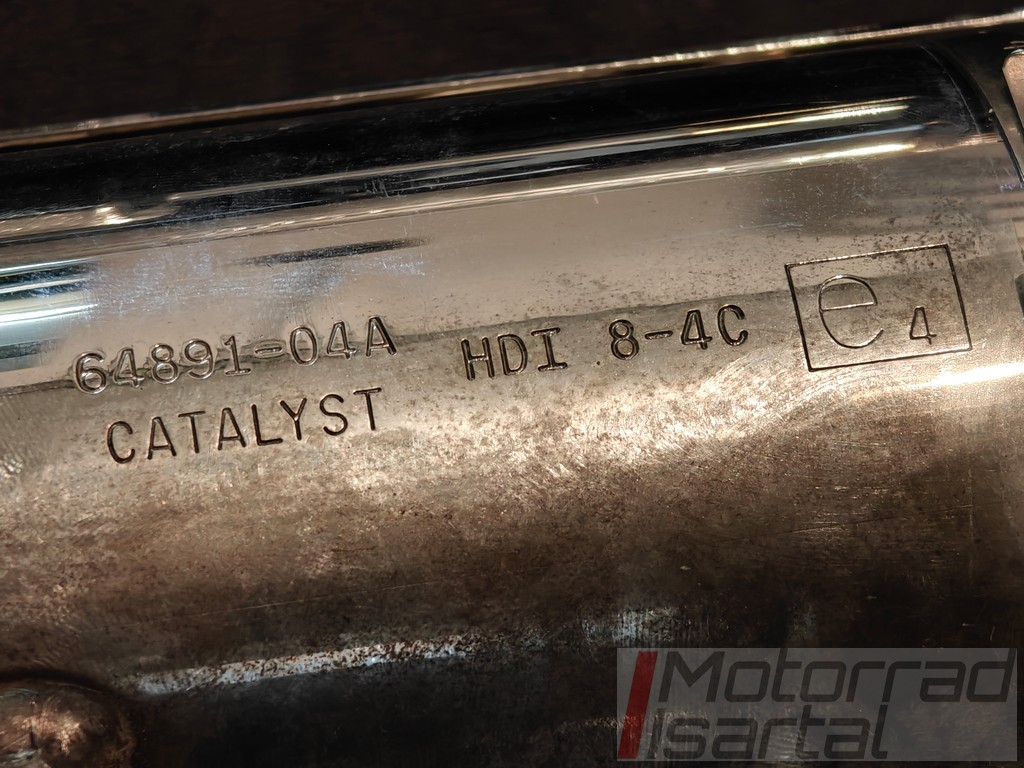 64891-04A HDI 8-4C e4
CATALYST
Motorrad
Isartal